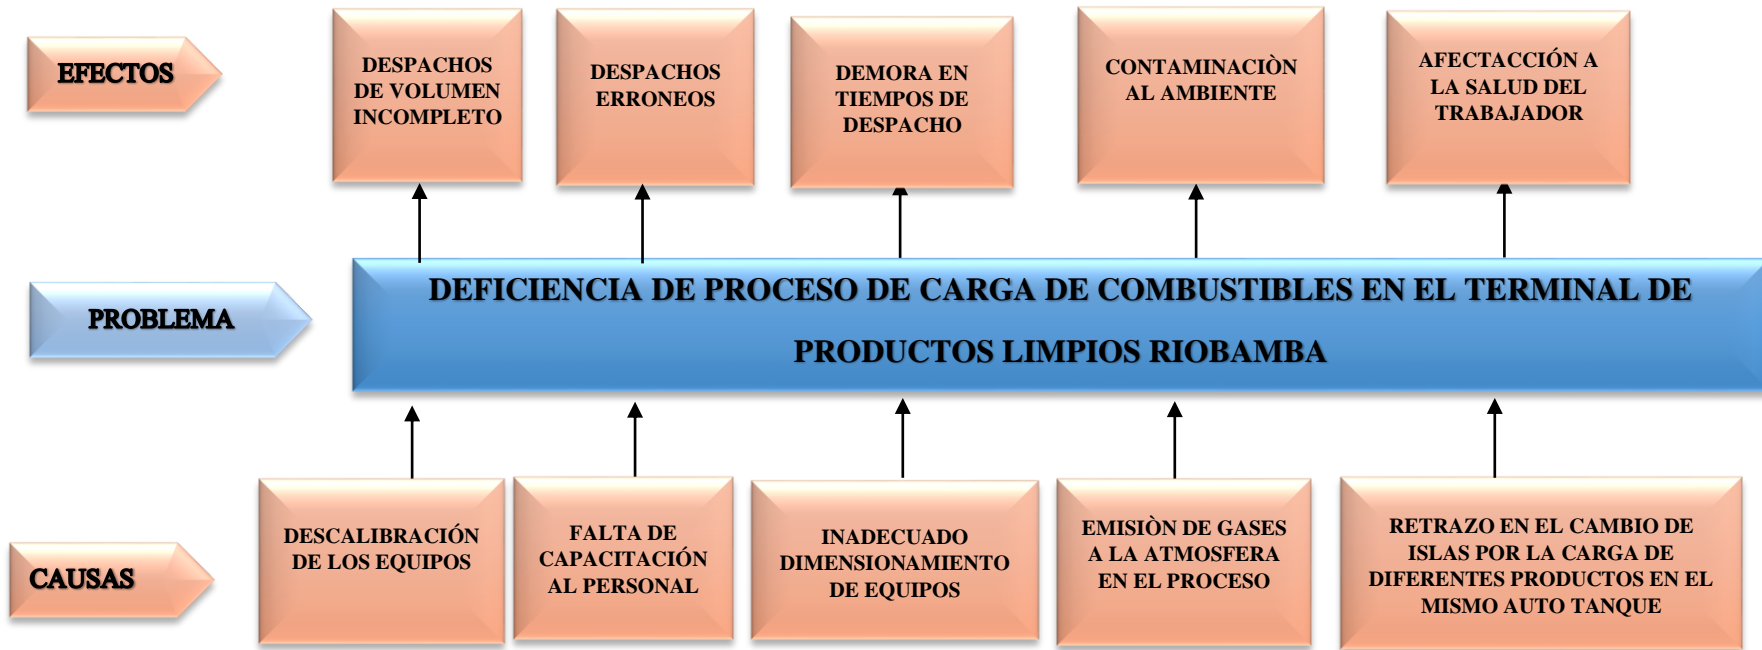 EFECTOS
DESPACHOS
DE VOLUMEN
INCOMPLETO
DESPACHOS
ERRONEOS
DEMORA EN
TIEMPOS DE
DESPACHO
CONTAMINACIÒN
AL AMBIENTE
AFECTACCIÓN A
LA SALUD DEL
TRABAJADOR
PROBLEMA
DEFICIENCIA DE PROCESO DE CARGA DE COMBUSTIBLES EN EL TERMINAL DE
PRODUCTOS LIMPIOS RIOBAMBA
CAUSAS
DESCALIBRACIÓN
DE LOS EQUIPOS
FALTA DE
CAPACITACIÓN
AL PERSONAL
INADECUADO
DIMENSIONAMIENTO
DE EQUIPOS
EMISIÒN DE GASES
A LA ATMOSFERA
EN EL PROCESO
RETRAZO EN EL CAMBIO DE
ISLAS POR LA CARGA DE
DIFERENTES PRODUCTOS EN EL
MISMO AUTO TANQUE